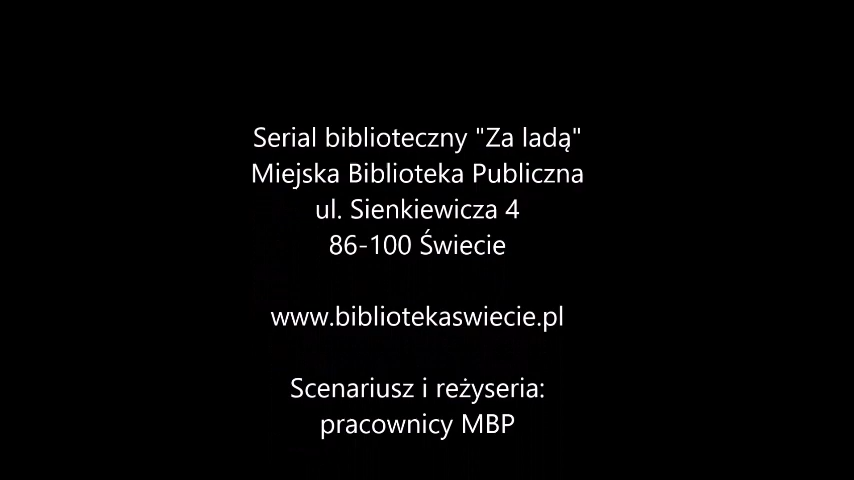 Serial biblioteczny "Za ladą"
Miejska Biblioteka Publiczna
ul. Sienkiewicza 4
86-100 Świecie
www.bibliotekaswiecie.pl
Scenariusz i reżyseria:
pracownicy MBP